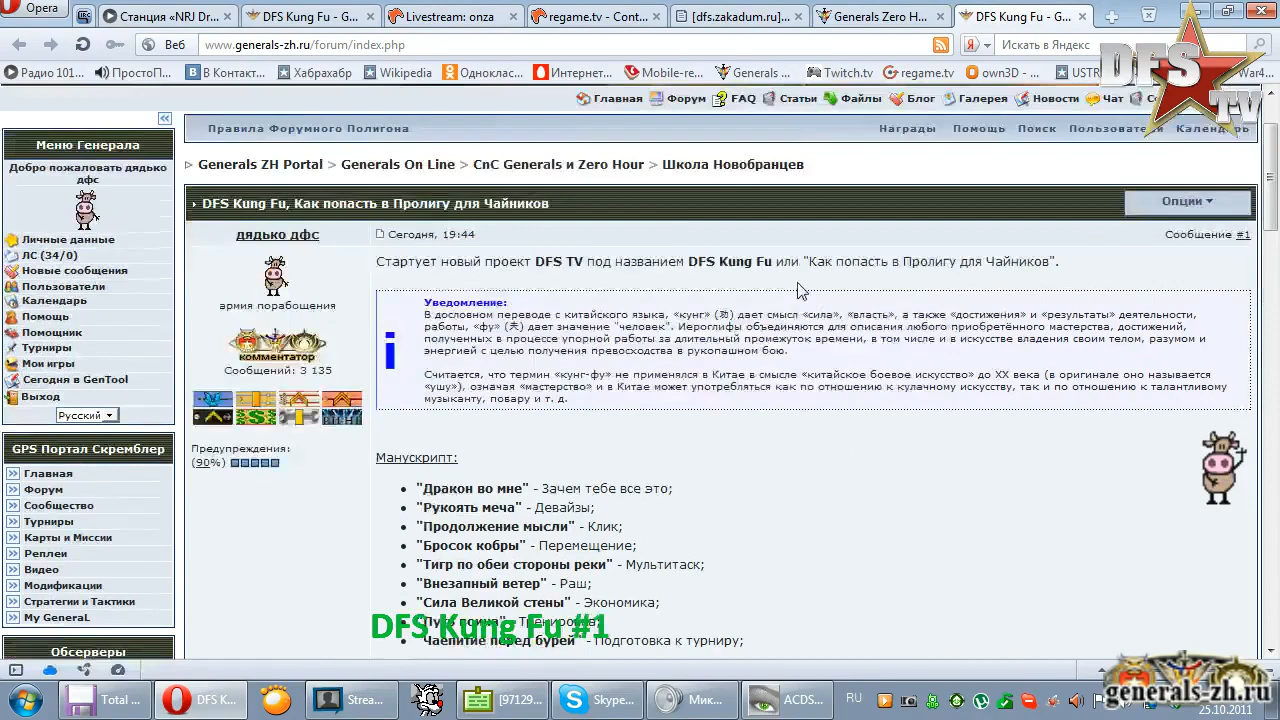 Opera
Станция «NRJ Dr...
DFS Kung Fu - G...
Livestream: onza
regame.tv - Cont...
[dfs.zakadum.ru]...
Generals Zero H...
DFS Kung Fu - G...
Веб
www.generals-zh.ru/forum/index.php
Искать в Яндекс
Радио 101...
ПростоП...
В Контакт...
Хабрахабр
Wikipedia
Одноклас...
Интернет...
Mobile-re...
Generals ...
Twitch.tv
regame.tv
own3D - ...
USTR
War4...
DFS
TV
Главная
Форум
FAQ
Статьи
Файлы
Блог
Галерея
Новости
Чат
Правила Форумного Полигона
Награды
Помощь
Поиск
Пользовате
Календарь
Меню Генерала
Добро пожаловать дядько
дфс
Личные данные
ЛС (34/0)
Новые сообщения
Пользователи
Календарь
Помощь
Помощник
Турниры
Мои игры
Сегодня в GenTool
Выход
Русский
GPS Портал Скремблер
Главная
Форум
Сообщество
Турниры
Карты и Миссии
Реплеи
Видео
Модификации
Стратегии и Тактики
My GeneraL
Обсерверы
Generals ZH Portal > Generals On Line > CnC Generals и Zero Hour > Школа Новобранцев
DFS Kung Fu, Как попасть в Пролигу для Чайников
Опции
дядько дфс
армия порабошения
комментатор
Сообщений: 3 135
Предупреждения:
(90%)
Сегодня, 19:44
Сообщение #1
Стартует новый проект DFS TV под названием DFS Kung Fu или "Как попасть в Пролигу для Чайников".
Уведомление:
В дословном переводе с китайского языка, «кунг» (功) дает смысл «сила», «власть», а также «достижения» и «результаты» деятельности,
работы, «фу» (夫) дает значение "человек". Иероглифы объединяются для описания любого приобретённого мастерства, достижений,
полученных в процессе упорной работы за длительный промежуток времени, в том числе и в искусстве владения своим телом, разумом и
энергией с целью получения превосходства в рукопашном бою.
Считается, что термин «кунг-фу» не применялся в Китае в смысле «китайское боевое искусство» до XX века (в оригинале оно называется
«ушу»), означая «мастерство» и в Китае может употребляться как по отношению к кулачному искусству, так и по отношению к талантливому
музыканту, повару и т. д.
Манускрипт:
"Дракон во мне" - Зачем тебе все это;
"Рукоять меча" - Девайзы;
"Продолжение мысли" - Клик;
"Бросок кобры" - Перемещение;
"Тигр по обеи стороны реки" - Мультитаск;
"Внезапный ветер" - Раш;
"Сила Великой стены" - Экономика;
DFS Kung Fu #1
"Чаепитие перед бурей" - Подготовка к турниру;
Total ...
DFS K...
Strea...
[97129...
Skype...
Мик...
ACDS...
RU
generals-zh.ru
25.10.2011